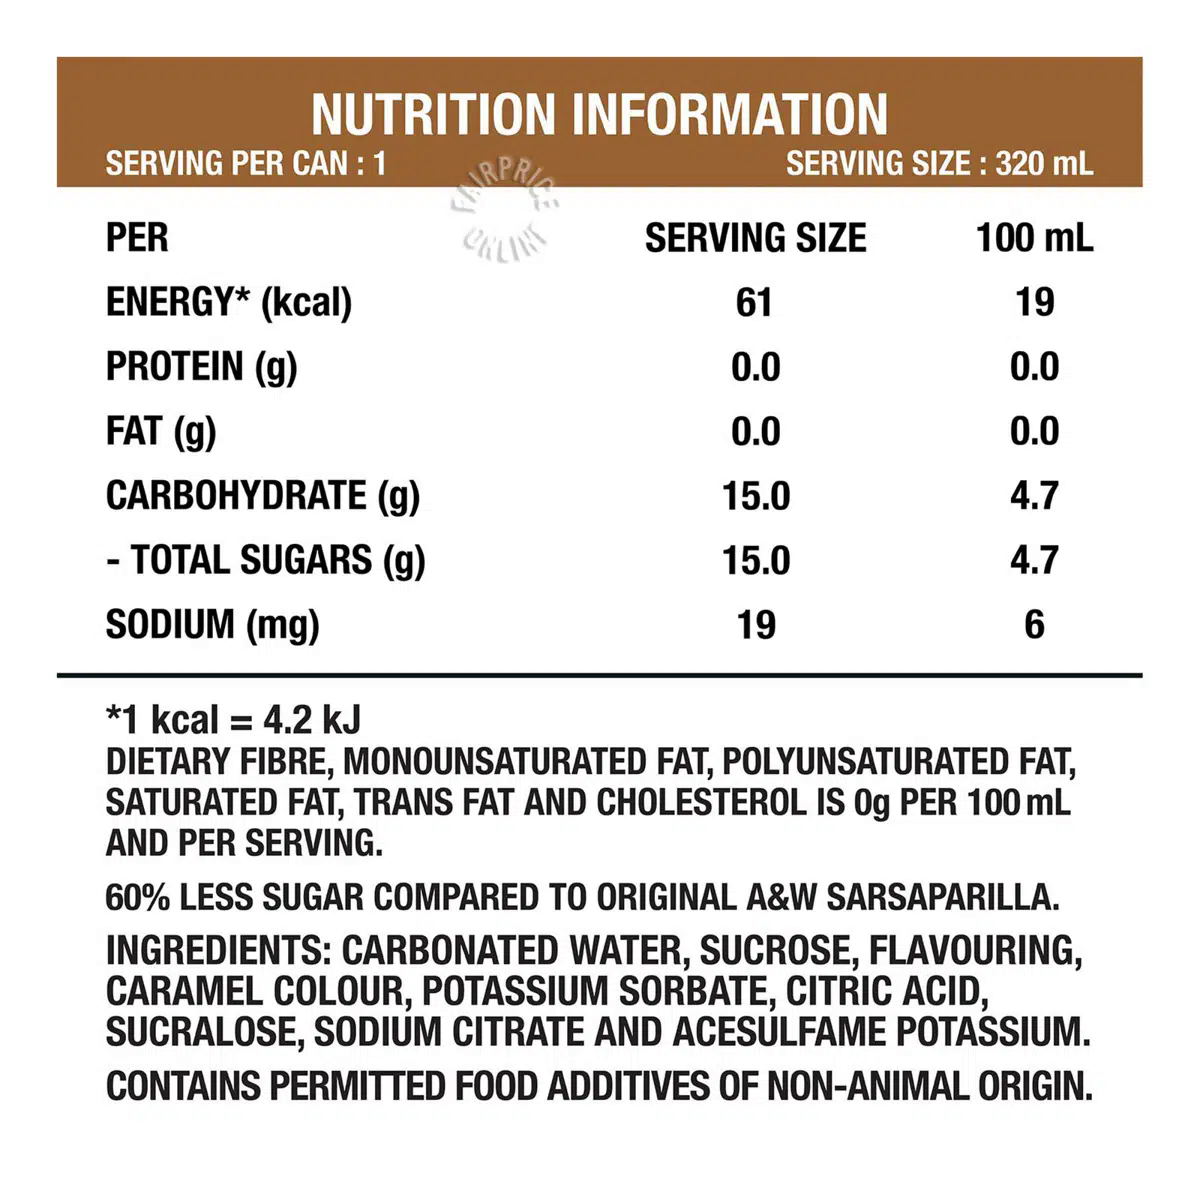 NUTRITION INFORMATION
SERVING PER CAN : 1 SERVING SIZE : 320 mL
FAIRPRICE ONLINE
PER SERVING SIZE 100 mL
ENERGY* (kcal) 61 19
PROTEIN (g) 0.0 0.0
FAT (g) 0.0 0.0
CARBOHYDRATE (g) 15.0 4.7
- TOTAL SUGARS (g) 15.0 4.7
SODIUM (mg) 19 6
*1 kcal = 4.2 kJ
DIETARY FIBRE, MONOUNSATURATED FAT, POLYUNSATURATED FAT,
SATURATED FAT, TRANS FAT AND CHOLESTEROL IS 0g PER 100 mL
AND PER SERVING.
60% LESS SUGAR COMPARED TO ORIGINAL A&W SARSAPARILLA.
INGREDIENTS: CARBONATED WATER, SUCROSE, FLAVOURING,
CARAMEL COLOUR, POTASSIUM SORBATE, CITRIC ACID,
SUCRALOSE, SODIUM CITRATE AND ACESULFAME POTASSIUM.
CONTAINS PERMITTED FOOD ADDITIVES OF NON-ANIMAL ORIGIN.